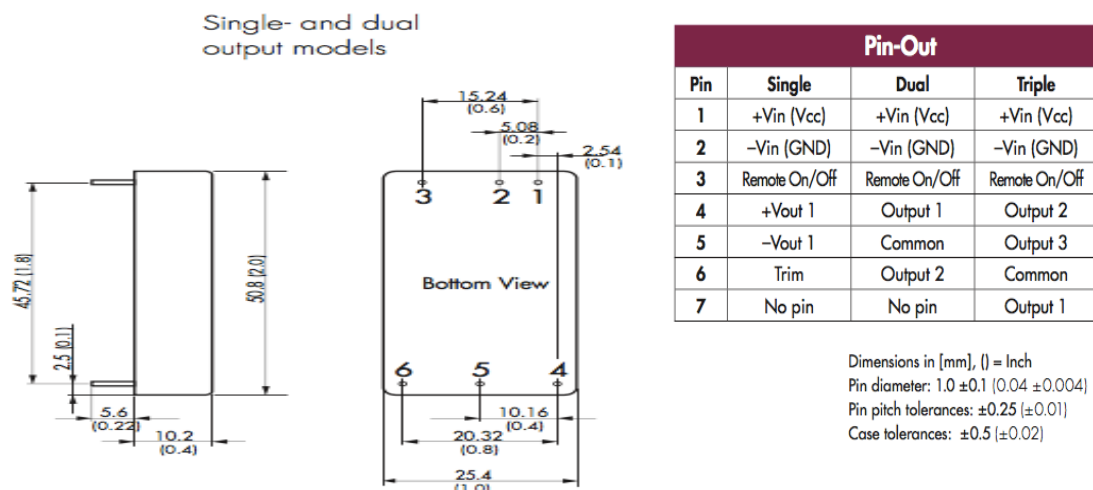 Single- and dual
output models
15.24
(0.6)
5.08
(0.2)
2.54
(0.1)
3 2 1
45.72 (1.8)
50.8 (2.0)
Bottom View
2.5 (0.1)
6 5 4
5.6
(0.22)
10.2
(0.4)
10.16
(0.4)
20.32
(0.8)
25.4
(1.0)
Pin-Out
Pin Single Dual Triple
1 +Vin (Vcc) +Vin (Vcc) +Vin (Vcc)
2 –Vin (GND) –Vin (GND) –Vin (GND)
3 Remote On/Off Remote On/Off Remote On/Off
4 +Vout 1 Output 1 Output 2
5 –Vout 1 Common Output 3
6 Trim Output 2 Common
7 No pin No pin Output 1
Dimensions in [mm], () = Inch
Pin diameter: 1.0 ±0.1 (0.04 ±0.004)
Pin pitch tolerances: ±0.25 (±0.01)
Case tolerances: ±0.5 (±0.02)